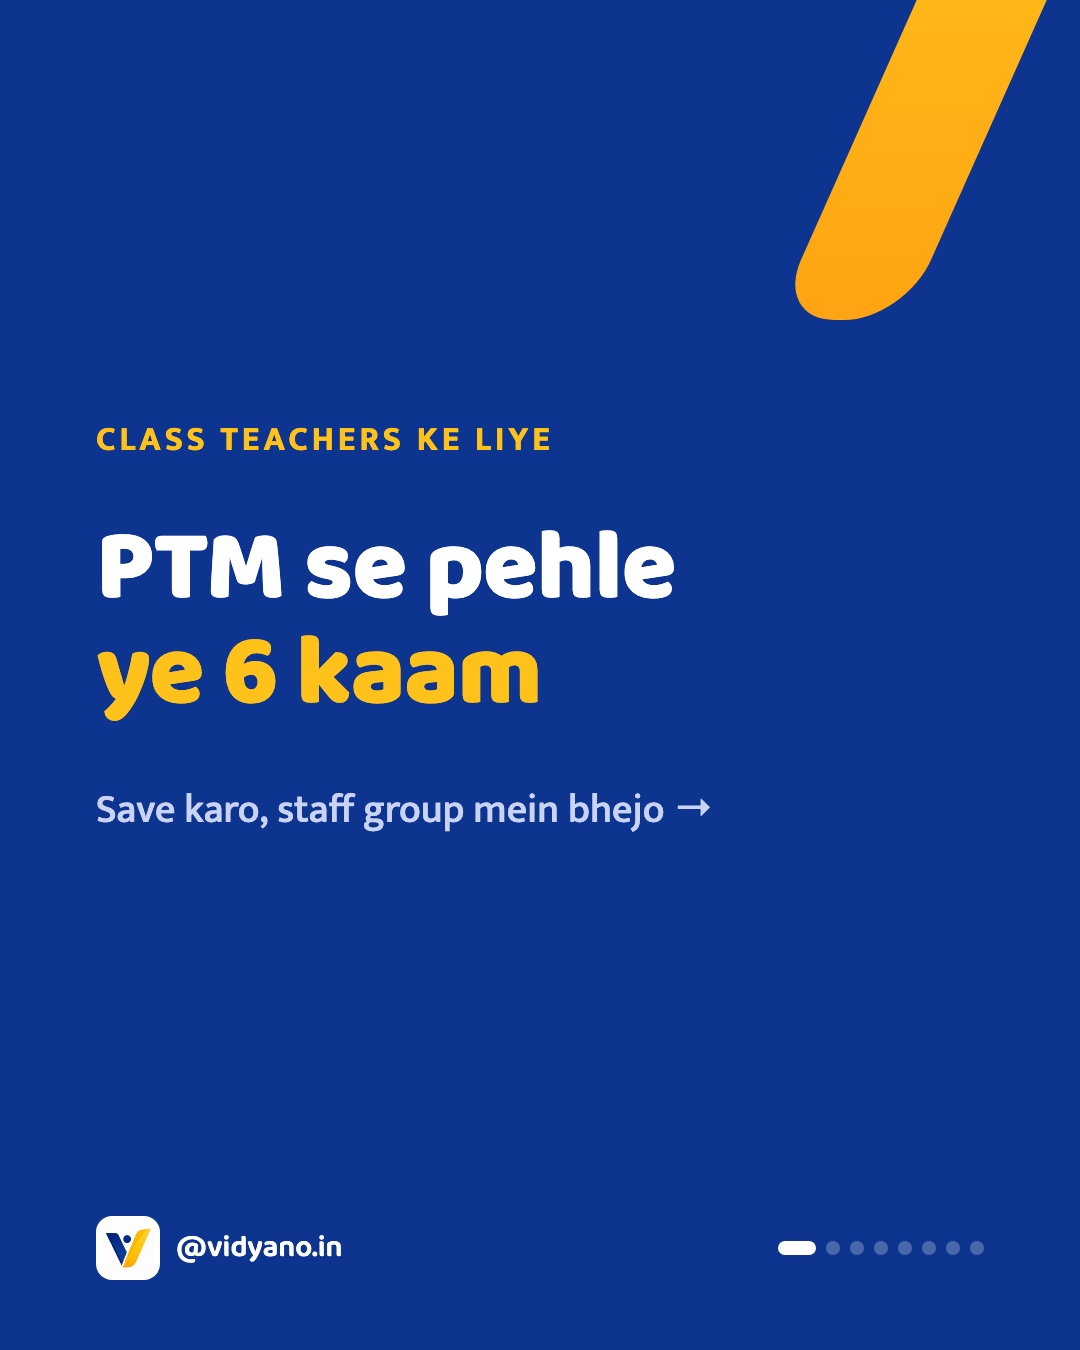 CLASS TEACHERS KE LIYE
PTM se pehle
ye 6 kaam
Save karo, staff group mein bhejo →
@vidyano.in